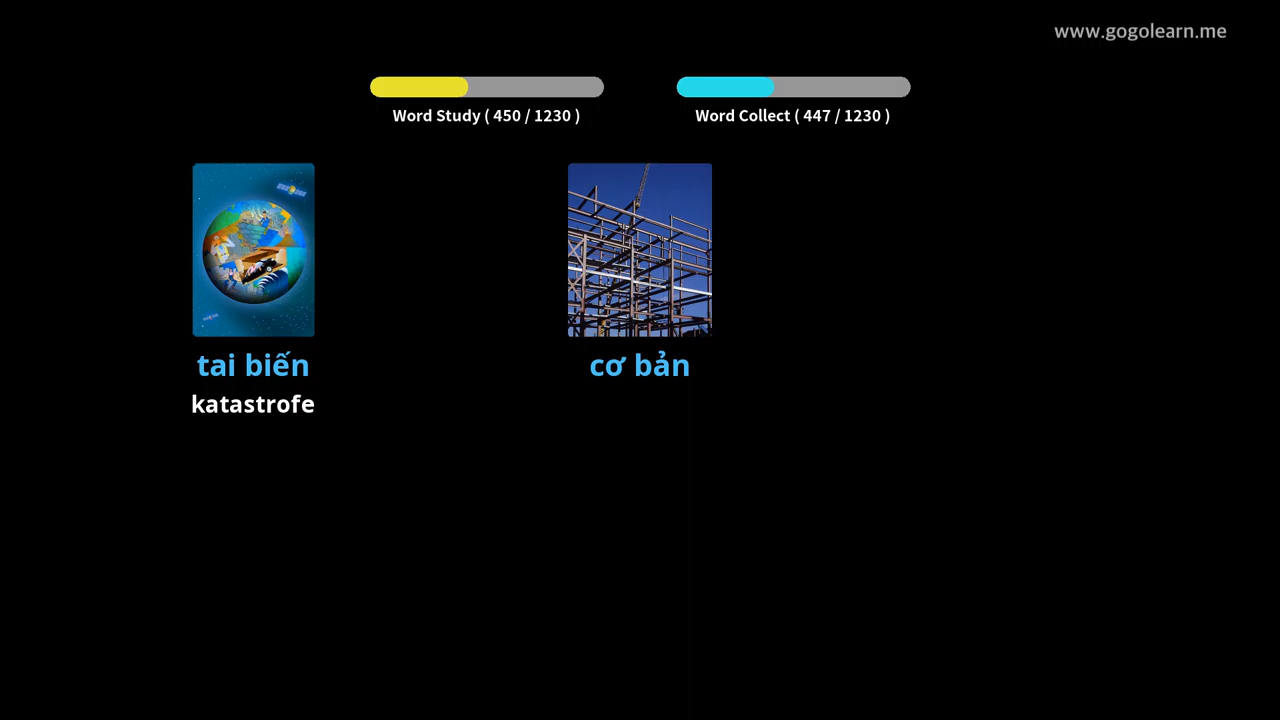 www.gogolearn.me
Word Study ( 450 / 1230 )
Word Collect ( 447 / 1230 )
tai biến
katastrofe
cơ bản